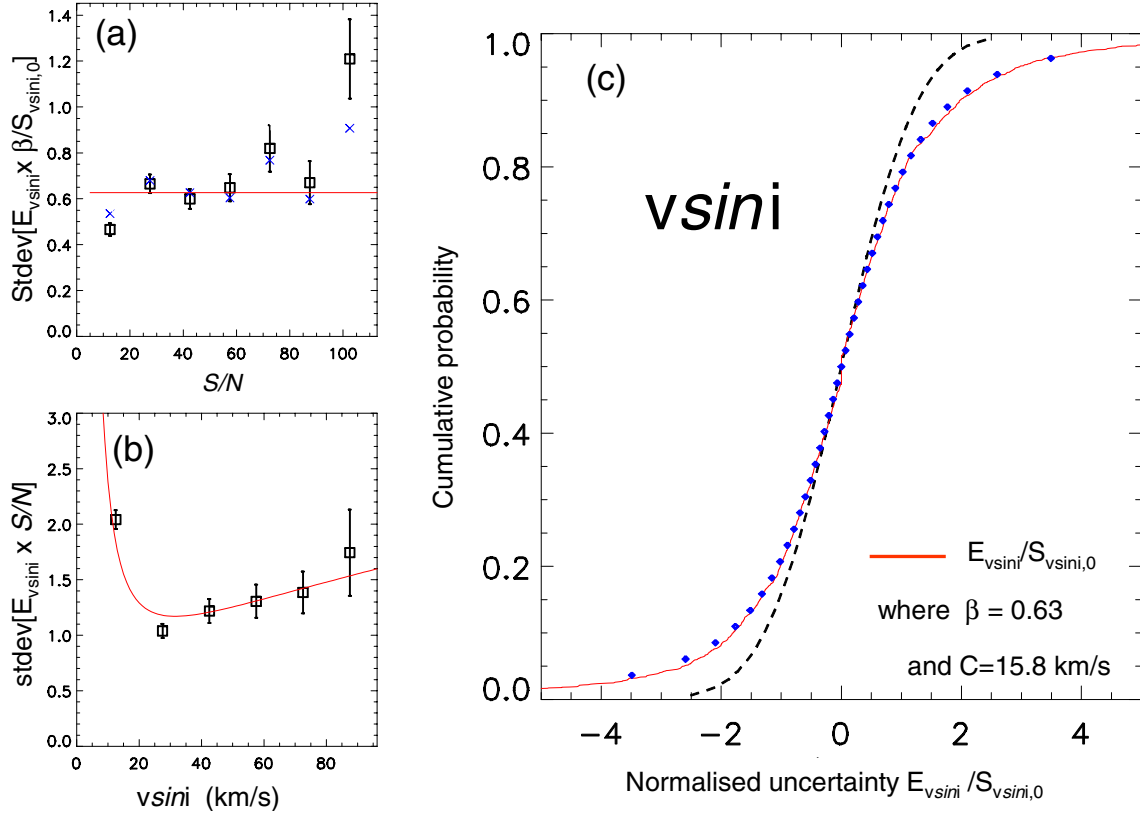 (a)
1.4
1.2
1.0
0.8
0.6
0.4
0.2
0.0
0 20 40 60 80 100
S/N
Stdev[E_vsini x β/S_vsini,0]
(b)
3.0
2.5
2.0
1.5
1.0
0.5
0.0
0 20 40 60 80
vsini (km/s)
stdev[E_vsini x S/N]
(c)
vsini
1.0
0.8
0.6
0.4
0.2
0.0
−4 −2 0 2 4
Cumulative probability
E_vsini/S_vsini,0
where β = 0.63
and C=15.8 km/s
Normalised uncertainty E_vsini /S_vsini,0